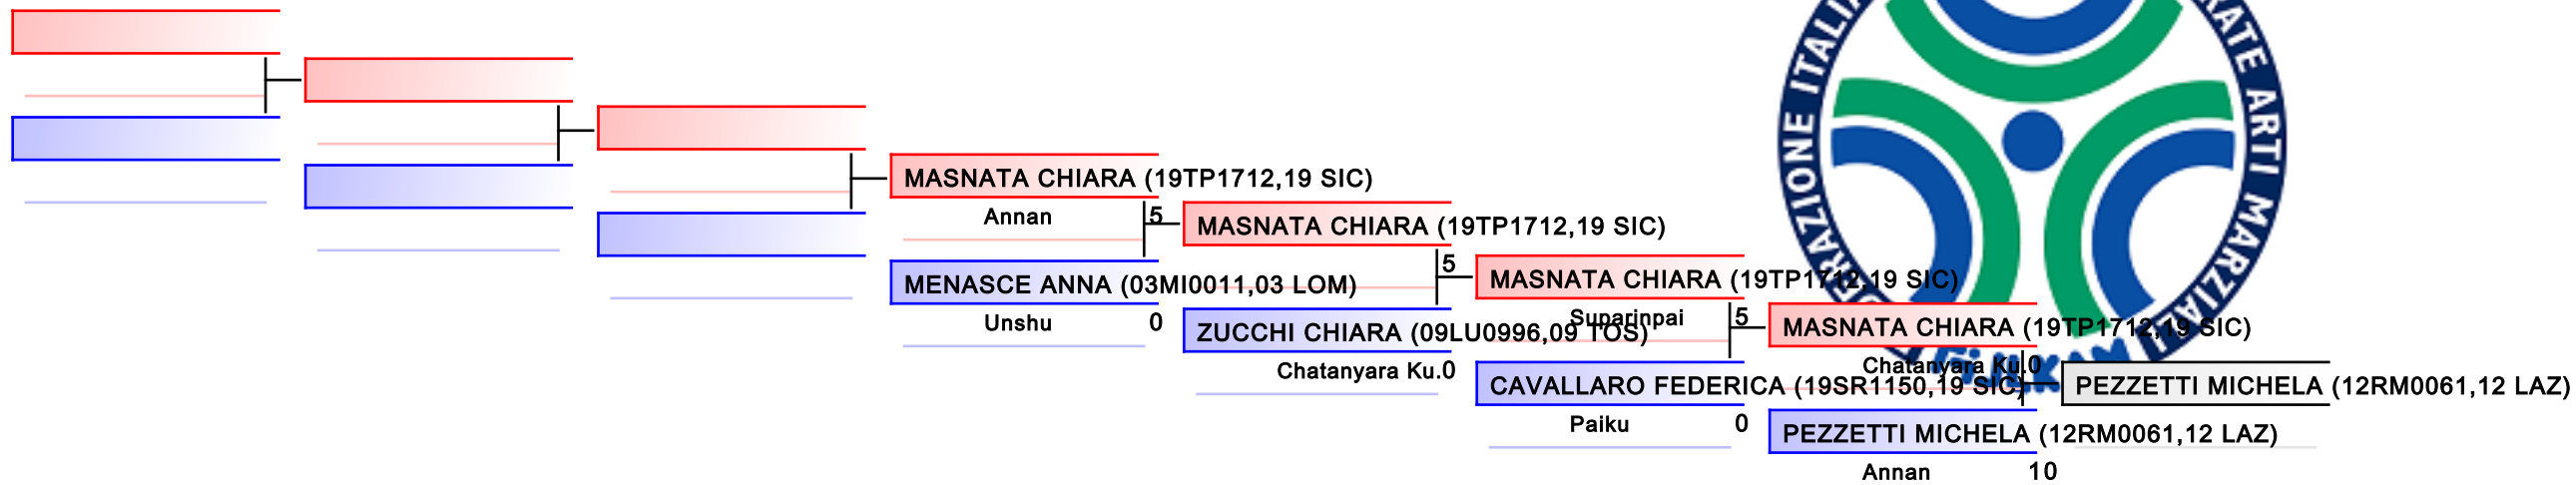 MASNATA CHIARA (19TP1712,19 SIC)
Annan 5
MENASCE ANNA (03MI0011,03 LOM)
Unshu 0
MASNATA CHIARA (19TP1712,19 SIC)
5
ZUCCHI CHIARA (09LU0996,09 TOS)
Chatanyara Ku.0
MASNATA CHIARA (19TP1712,19 SIC)
Suparinpai 5
CAVALLARO FEDERICA (19SR1150,19 SIC)
Paiku 0
MASNATA CHIARA (19TP1712,19 SIC)
Chatanyara Ku.0
PEZZETTI MICHELA (12RM0061,12 LAZ)
Annan 10
PEZZETTI MICHELA (12RM0061,12 LAZ)
ARTI MARZIALI